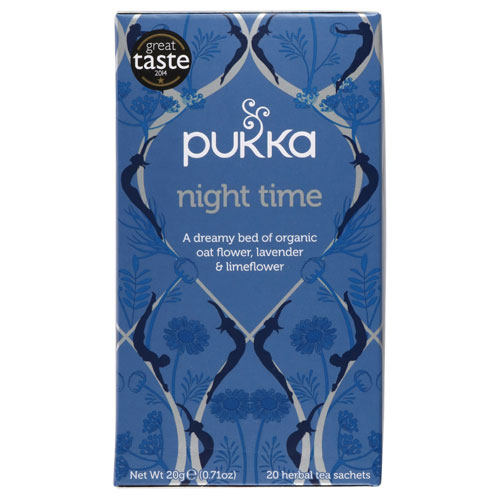 great
taste
2014
pukka
night time
A dreamy bed of organic
oat flower, lavender
& limeflower
Net Wt 20g ℮ (0.71oz)
20 herbal tea sachets